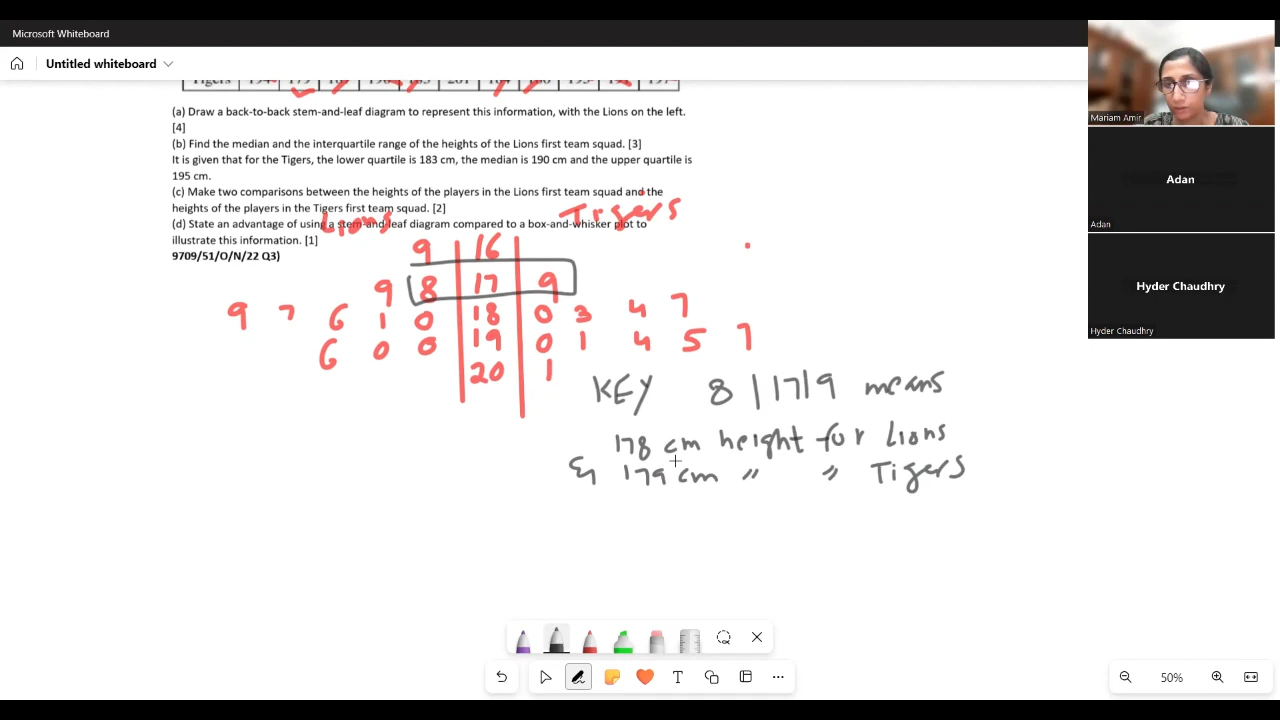 Microsoft Whiteboard
Untitled whiteboard
Tigers 194 179 190 201 195 197
(a) Draw a back-to-back stem-and-leaf diagram to represent this information, with the Lions on the left.
[4]
(b) Find the median and the interquartile range of the heights of the Lions first team squad. [3]
It is given that for the Tigers, the lower quartile is 183 cm, the median is 190 cm and the upper quartile is
195 cm.
(c) Make two comparisons between the heights of the players in the Lions first team squad and the
heights of the players in the Tigers first team squad. [2]
(d) State an advantage of using a stem-and-leaf diagram compared to a box-and-whisker plot to
illustrate this information. [1]
9709/51/O/N/22 Q3)
Lions Tigers
9 | 16 |
9 8 | 17 | 9
9 7 6 1 0 | 18 | 0 3 4 7
6 0 0 | 19 | 0 1 4 5 7
20 | 1
KEY 8 | 17 | 9 means
178 cm height for Lions
& 179 cm " " Tigers
Mariam Amir
Adan
Adan
Hyder Chaudhry
Hyder Chaudhry
T
50%